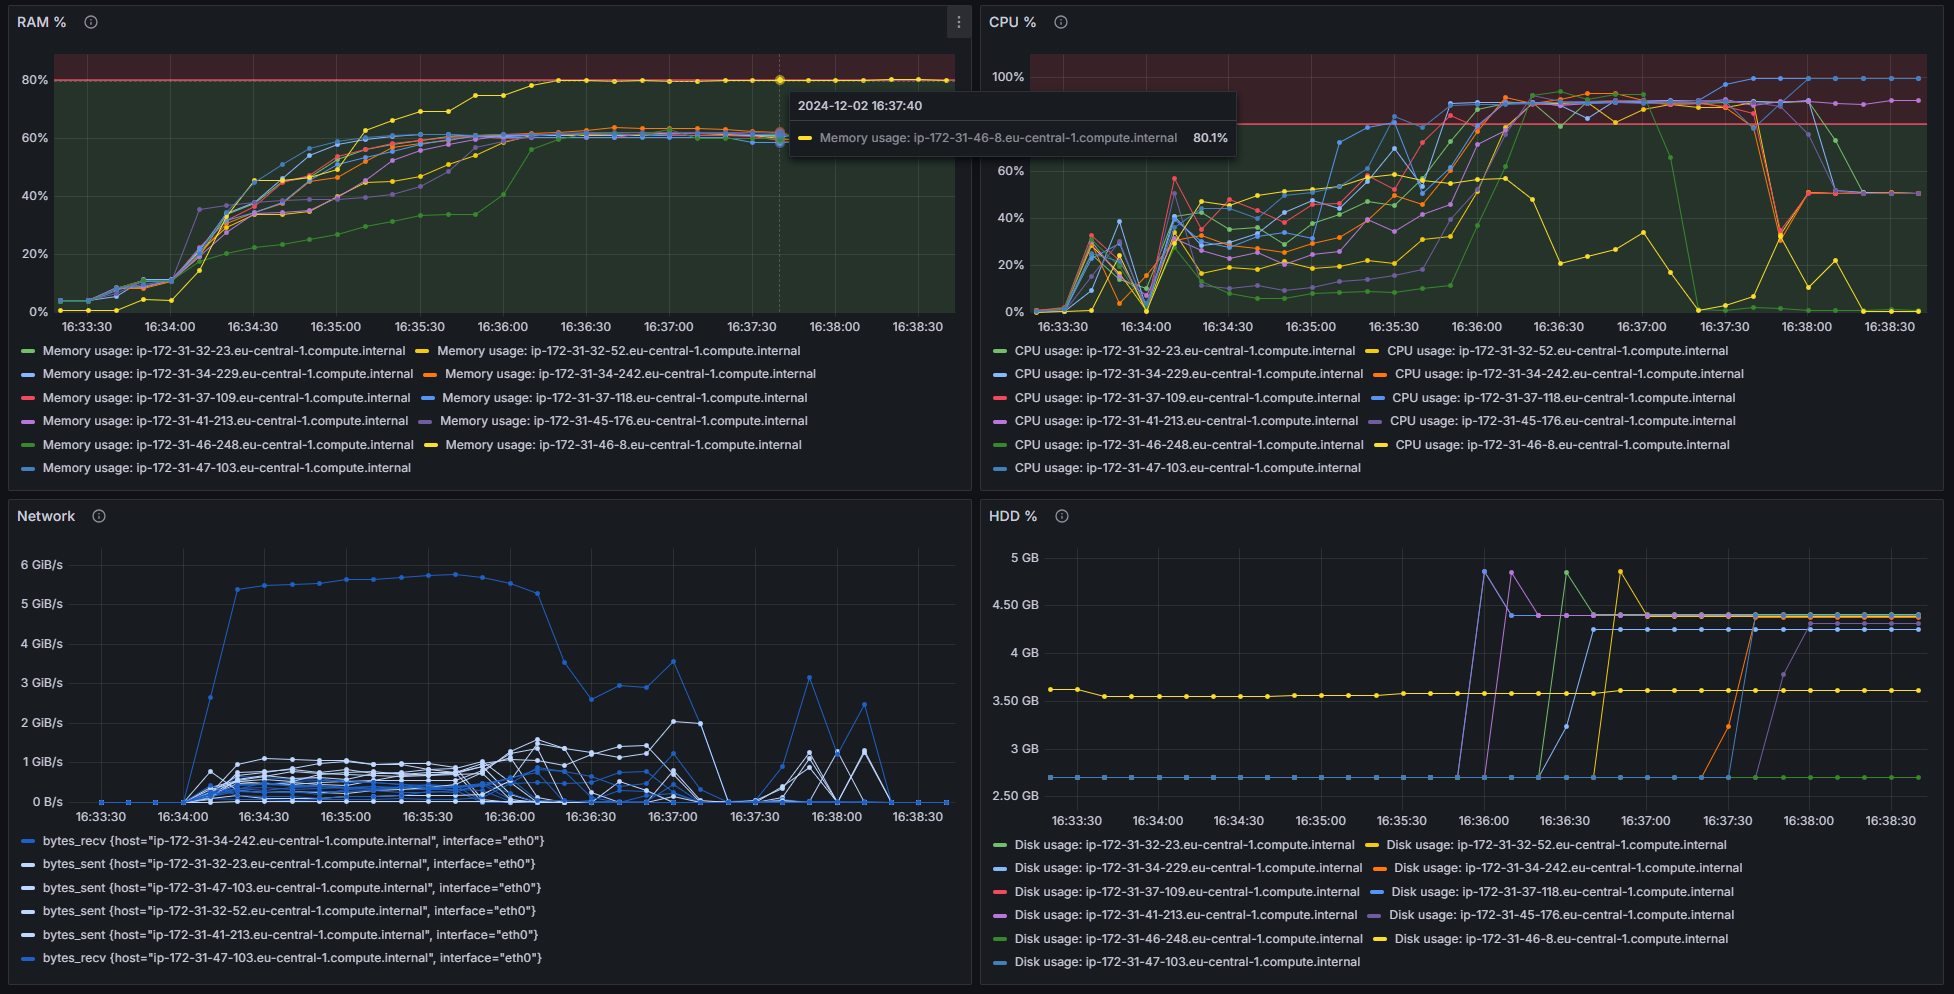 RAM %
80%
60%
40%
20%
0%
16:33:30 16:34:00 16:34:30 16:35:00 16:35:30 16:36:00 16:36:30 16:37:00 16:37:30 16:38:00 16:38:30
2024-12-02 16:37:40
Memory usage: ip-172-31-46-8.eu-central-1.compute.internal 80.1%
Memory usage: ip-172-31-32-23.eu-central-1.compute.internal Memory usage: ip-172-31-32-52.eu-central-1.compute.internal
Memory usage: ip-172-31-34-229.eu-central-1.compute.internal Memory usage: ip-172-31-34-242.eu-central-1.compute.internal
Memory usage: ip-172-31-37-109.eu-central-1.compute.internal Memory usage: ip-172-31-37-118.eu-central-1.compute.internal
Memory usage: ip-172-31-41-213.eu-central-1.compute.internal Memory usage: ip-172-31-45-176.eu-central-1.compute.internal
Memory usage: ip-172-31-46-248.eu-central-1.compute.internal Memory usage: ip-172-31-46-8.eu-central-1.compute.internal
Memory usage: ip-172-31-47-103.eu-central-1.compute.internal
CPU %
100%
60%
40%
20%
0%
16:33:30 16:34:00 16:34:30 16:35:00 16:35:30 16:36:00 16:36:30 16:37:00 16:37:30 16:38:00 16:38:30
CPU usage: ip-172-31-32-23.eu-central-1.compute.internal CPU usage: ip-172-31-32-52.eu-central-1.compute.internal
CPU usage: ip-172-31-34-229.eu-central-1.compute.internal CPU usage: ip-172-31-34-242.eu-central-1.compute.internal
CPU usage: ip-172-31-37-109.eu-central-1.compute.internal CPU usage: ip-172-31-37-118.eu-central-1.compute.internal
CPU usage: ip-172-31-41-213.eu-central-1.compute.internal CPU usage: ip-172-31-45-176.eu-central-1.compute.internal
CPU usage: ip-172-31-46-248.eu-central-1.compute.internal CPU usage: ip-172-31-46-8.eu-central-1.compute.internal
CPU usage: ip-172-31-47-103.eu-central-1.compute.internal
Network
6 GiB/s
5 GiB/s
4 GiB/s
3 GiB/s
2 GiB/s
1 GiB/s
0 B/s
16:33:30 16:34:00 16:34:30 16:35:00 16:35:30 16:36:00 16:36:30 16:37:00 16:37:30 16:38:00 16:38:30
bytes_recv {host="ip-172-31-34-242.eu-central-1.compute.internal", interface="eth0"}
bytes_sent {host="ip-172-31-32-23.eu-central-1.compute.internal", interface="eth0"}
bytes_sent {host="ip-172-31-47-103.eu-central-1.compute.internal", interface="eth0"}
bytes_sent {host="ip-172-31-32-52.eu-central-1.compute.internal", interface="eth0"}
bytes_sent {host="ip-172-31-41-213.eu-central-1.compute.internal", interface="eth0"}
bytes_recv {host="ip-172-31-47-103.eu-central-1.compute.internal", interface="eth0"}
HDD %
5 GB
4.50 GB
4 GB
3.50 GB
3 GB
2.50 GB
16:33:30 16:34:00 16:34:30 16:35:00 16:35:30 16:36:00 16:36:30 16:37:00 16:37:30 16:38:00 16:38:30
Disk usage: ip-172-31-32-23.eu-central-1.compute.internal Disk usage: ip-172-31-32-52.eu-central-1.compute.internal
Disk usage: ip-172-31-34-229.eu-central-1.compute.internal Disk usage: ip-172-31-34-242.eu-central-1.compute.internal
Disk usage: ip-172-31-37-109.eu-central-1.compute.internal Disk usage: ip-172-31-37-118.eu-central-1.compute.internal
Disk usage: ip-172-31-41-213.eu-central-1.compute.internal Disk usage: ip-172-31-45-176.eu-central-1.compute.internal
Disk usage: ip-172-31-46-248.eu-central-1.compute.internal Disk usage: ip-172-31-46-8.eu-central-1.compute.internal
Disk usage: ip-172-31-47-103.eu-central-1.compute.internal